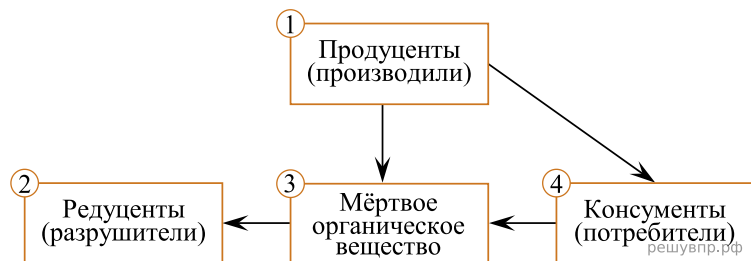 1
Продуценты
(производили)
2
Редуценты
(разрушители)
3
Мёртвое
органическое
вещество
4
Консументы
(потребители)
решувпр.рф